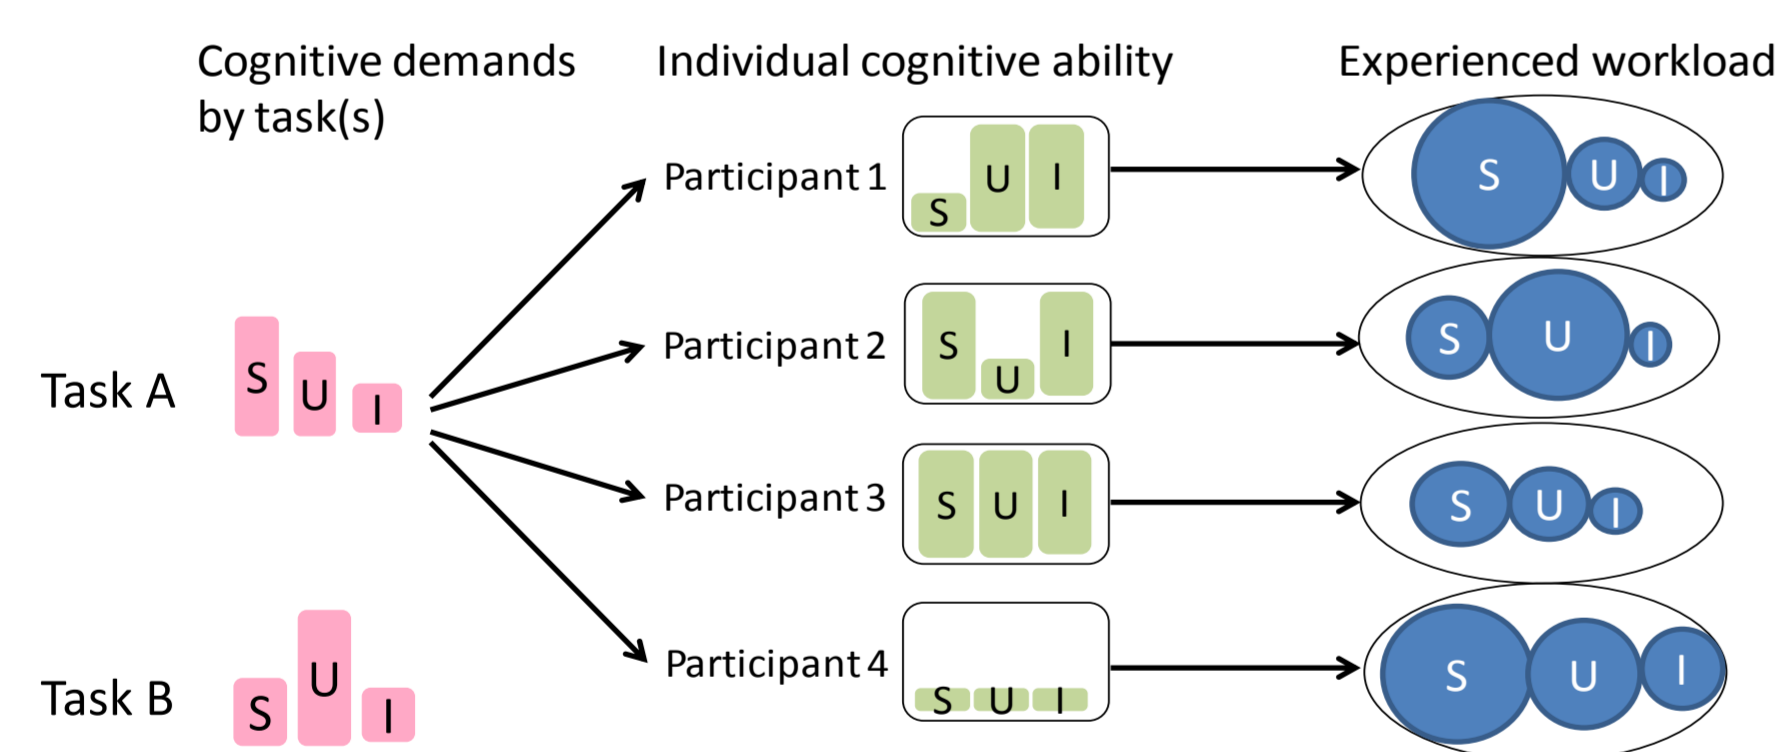 Cognitive demands
by task(s)
Individual cognitive ability
Experienced workload
Participant 1
S U I
S U I
Participant 2
S U I
S U I
Task A
S U I
Participant 3
S U I
S U I
Participant 4
S U I
S U I
Task B
S U I